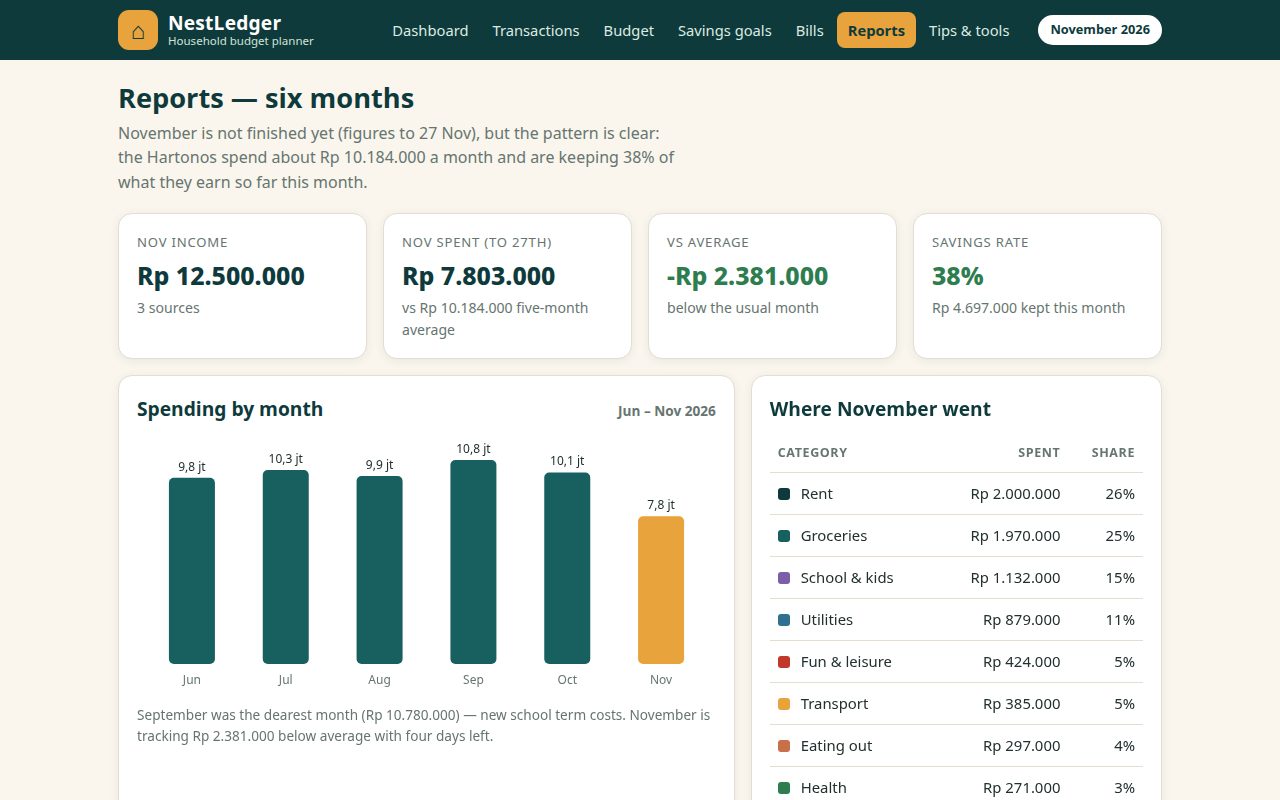 NestLedger
Household budget planner
Dashboard
Transactions
Budget
Savings goals
Bills
Reports
Tips & tools
November 2026
Reports — six months
November is not finished yet (figures to 27 Nov), but the pattern is clear:
the Hartonos spend about Rp 10.184.000 a month and are keeping 38% of
what they earn so far this month.
NOV INCOME
Rp 12.500.000
3 sources
NOV SPENT (TO 27TH)
Rp 7.803.000
vs Rp 10.184.000 five-month
average
VS AVERAGE
-Rp 2.381.000
below the usual month
SAVINGS RATE
38%
Rp 4.697.000 kept this month
Spending by month
Jun – Nov 2026
9,8 jt
10,3 jt
9,9 jt
10,8 jt
10,1 jt
7,8 jt
Jun
Jul
Aug
Sep
Oct
Nov
September was the dearest month (Rp 10.780.000) — new school term costs. November is
tracking Rp 2.381.000 below average with four days left.
Where November went
CATEGORY SPENT SHARE
Rent Rp 2.000.000 26%
Groceries Rp 1.970.000 25%
School & kids Rp 1.132.000 15%
Utilities Rp 879.000 11%
Fun & leisure Rp 424.000 5%
Transport Rp 385.000 5%
Eating out Rp 297.000 4%
Health Rp 271.000 3%